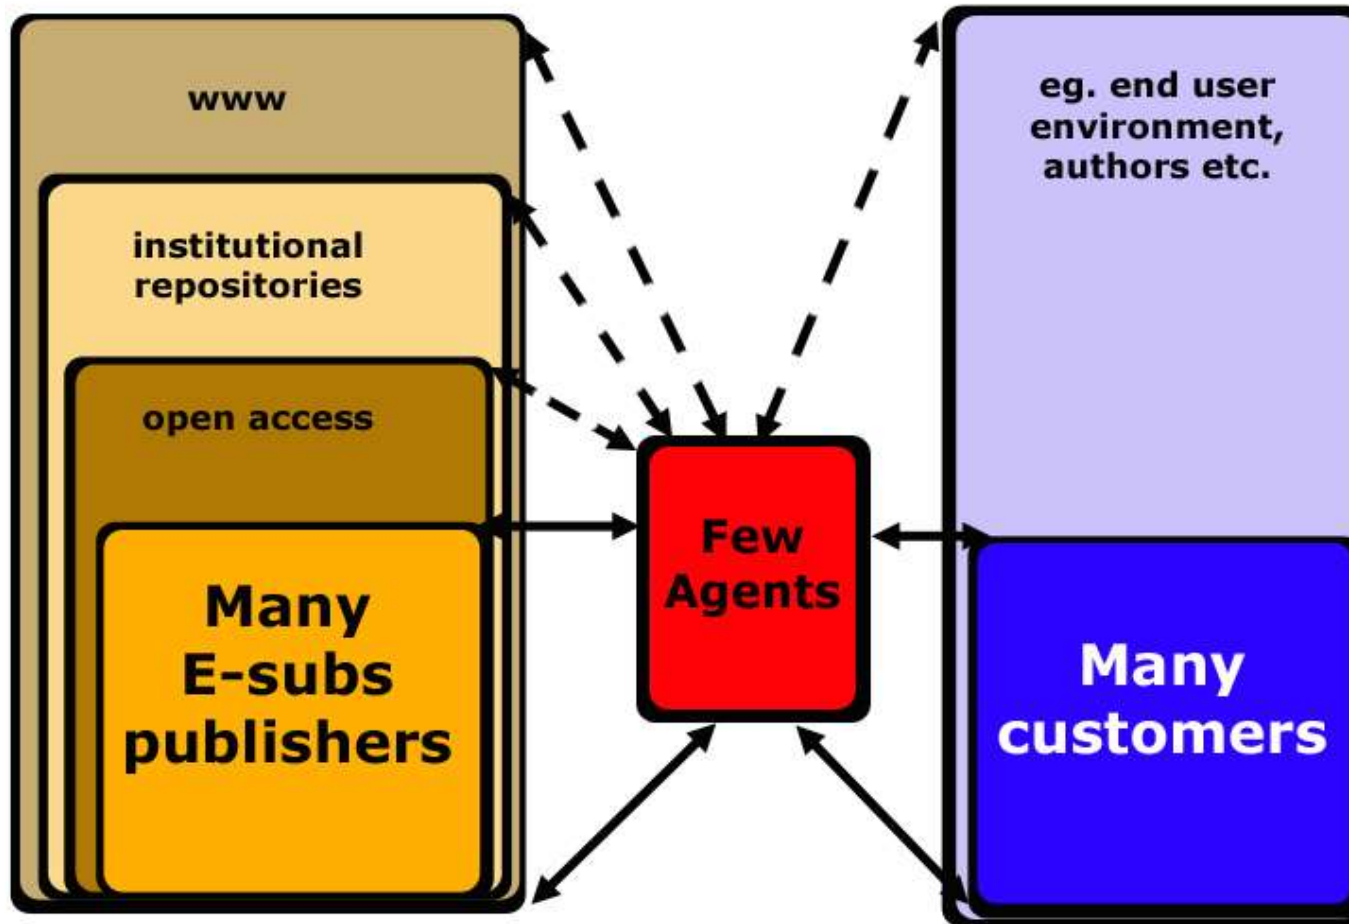 www
institutional
repositories
open access
Many
E-subs
publishers
Few
Agents
eg. end user
environment,
authors etc.
Many
customers